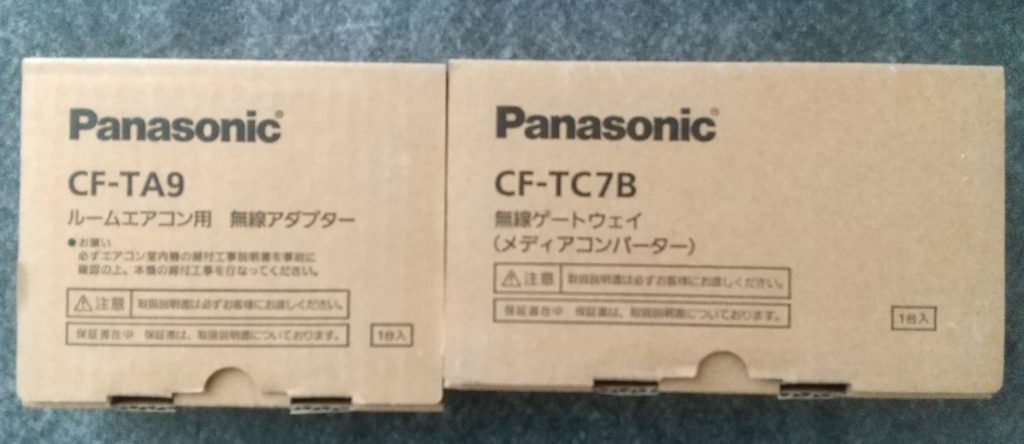 Panasonic®
CF-TA9
ルームエアコン用 無線アダプター
●お願い
必ずエアコン室内機の据付工事説明書を事前に
確認の上、本機の据付工事を行なってください。
⚠注意 取扱説明書は必ずお客様にお渡しください。
保証書在中 保証書は、取扱説明書についております。
1台入
Panasonic®
CF-TC7B
無線ゲートウェイ
(メディアコンバーター)
⚠注意 取扱説明書は必ずお客様にお渡しください。
保証書在中 保証書は、取扱説明書についております。
1台入